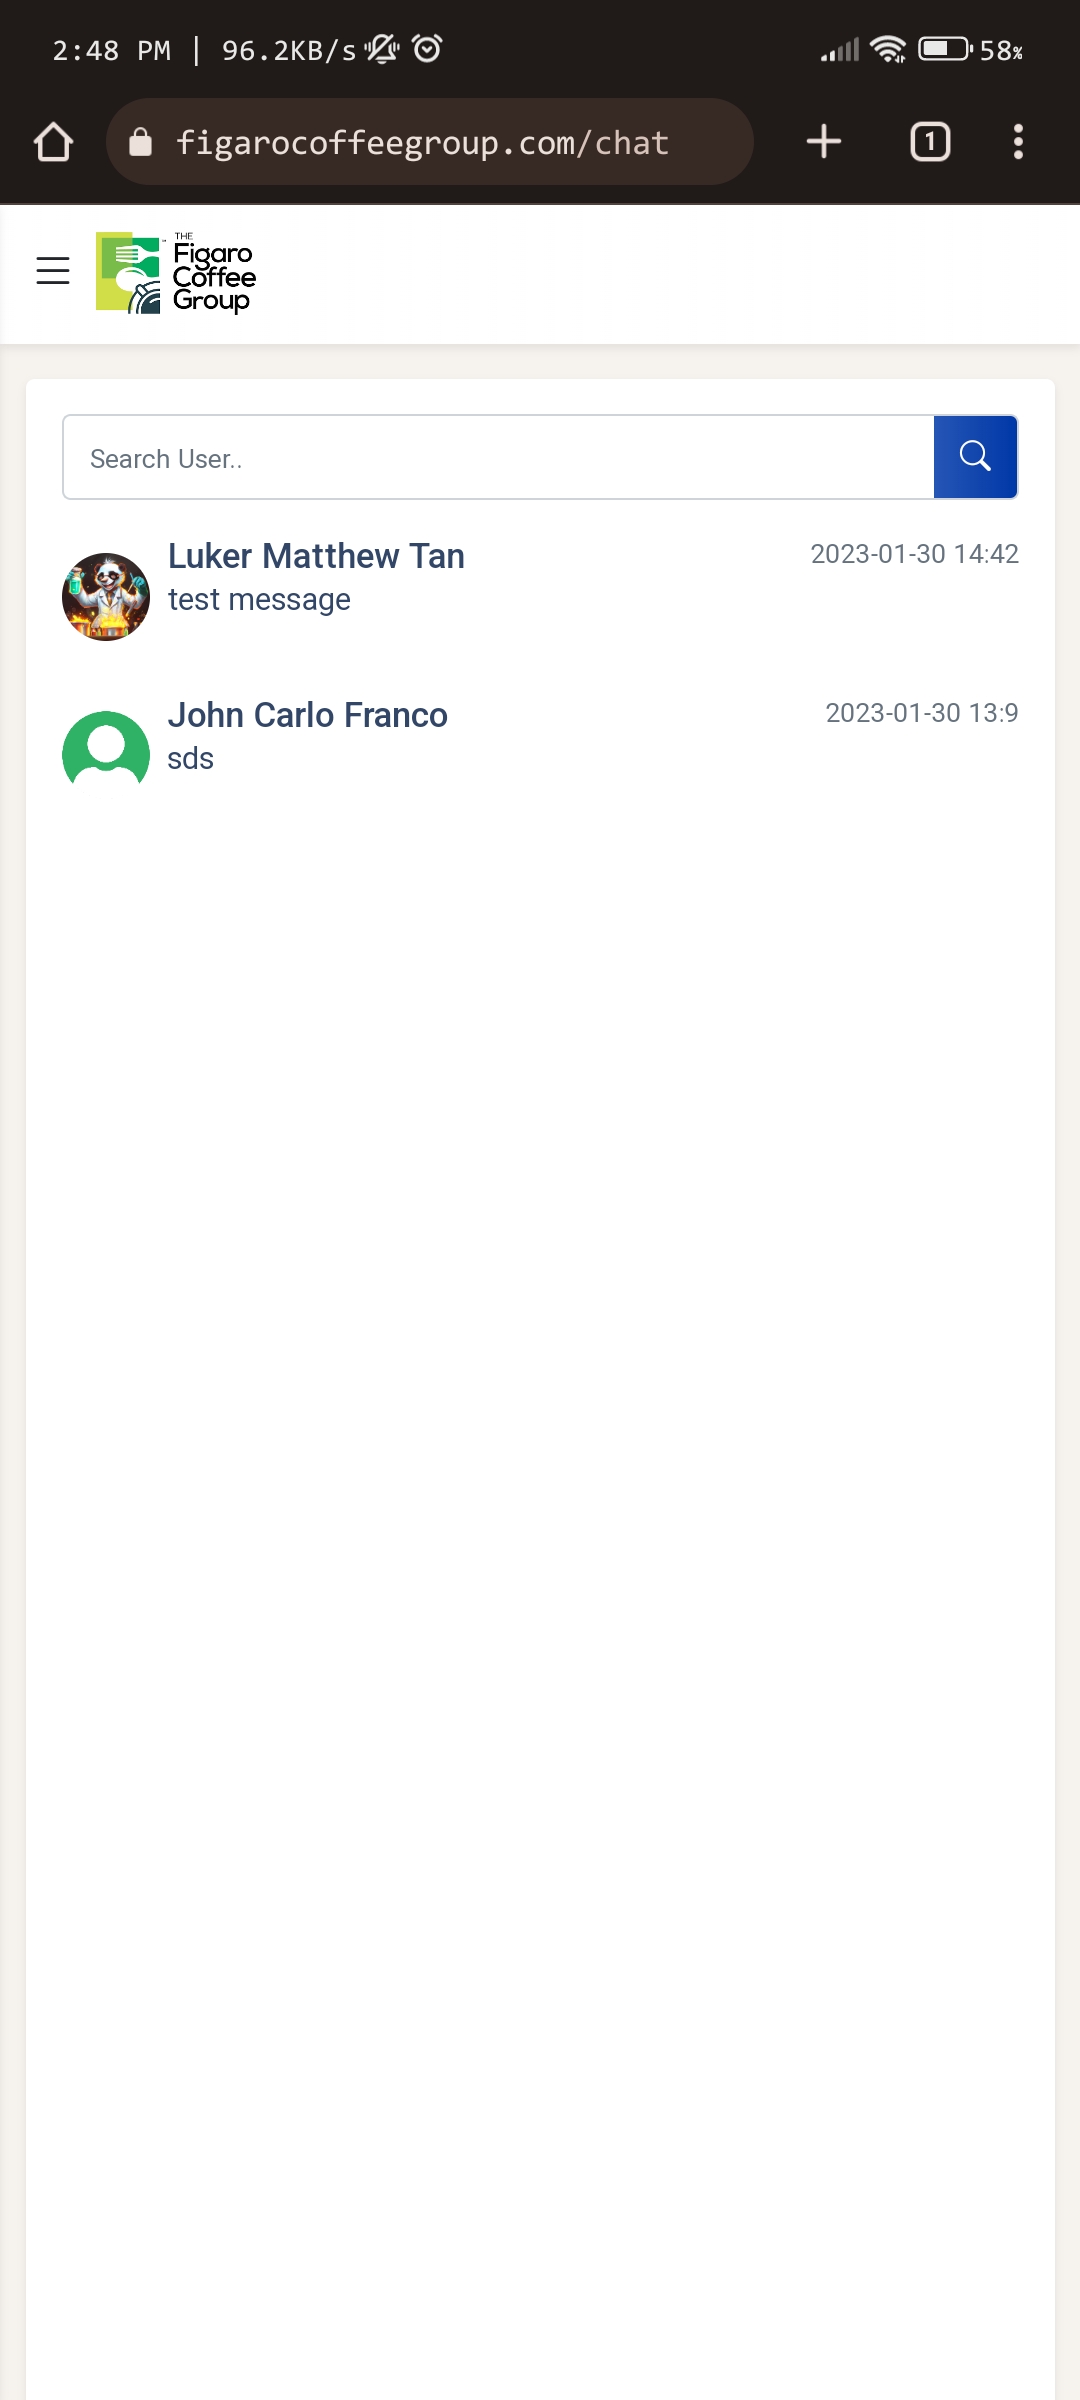 2:48 PM | 96.2KB/s 58%
figarocoffeegroup.com/chat 1
THE
Figaro
Coffee
Group
Search User..
Luker Matthew Tan 2023-01-30 14:42
test message
John Carlo Franco 2023-01-30 13:9
sds